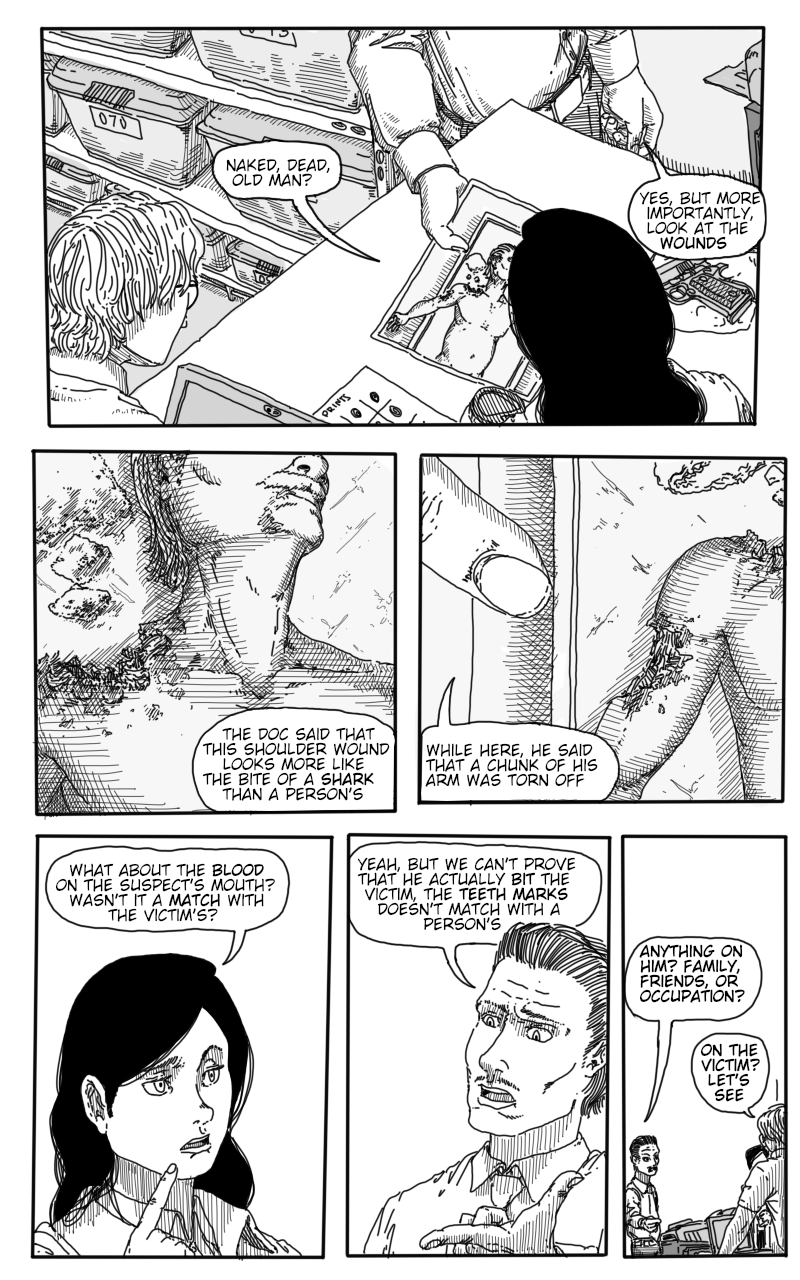 013
070
NAKED, DEAD,
OLD MAN?
YES, BUT MORE
IMPORTANTLY,
LOOK AT THE
WOUNDS
PRINTS
THE DOC SAID THAT
THIS SHOULDER WOUND
LOOKS MORE LIKE
THE BITE OF A SHARK
THAN A PERSON'S
WHILE HERE, HE SAID
THAT A CHUNK OF HIS
ARM WAS TORN OFF
WHAT ABOUT THE BLOOD
ON THE SUSPECT'S MOUTH?
WASN'T IT A MATCH WITH
THE VICTIM'S?
YEAH, BUT WE CAN'T PROVE
THAT HE ACTUALLY BIT THE
VICTIM, THE TEETH MARKS
DOESN'T MATCH WITH A
PERSON'S
ANYTHING ON
HIM? FAMILY,
FRIENDS, OR
OCCUPATION?
ON THE
VICTIM?
LET'S
SEE